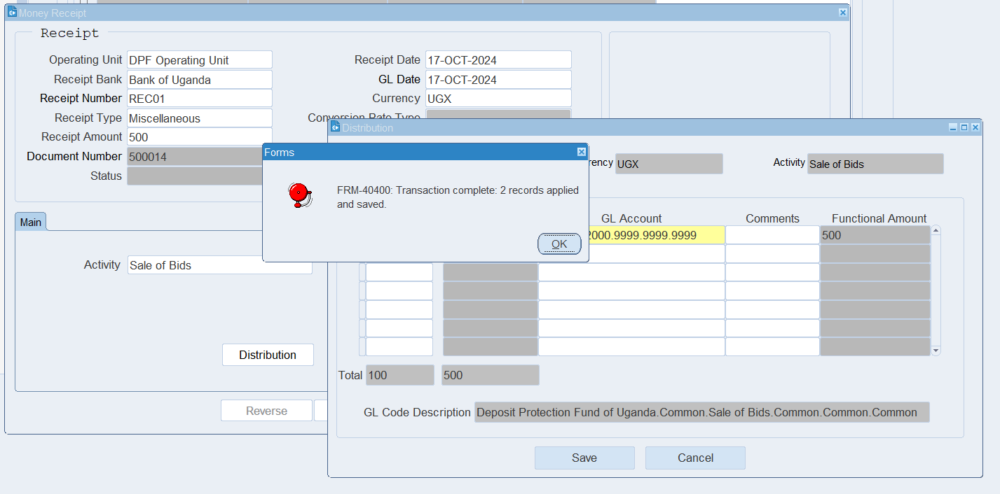 Money Receipt
Receipt
Operating Unit DPF Operating Unit
Receipt Date 17-OCT-2024
Receipt Bank Bank of Uganda
GL Date 17-OCT-2024
Receipt Number REC01
Currency UGX
Receipt Type Miscellaneous
Conversion Rate Type
Receipt Amount 500
Document Number 500014
Status
Main
Activity Sale of Bids
Distribution
Reverse
Distribution
UGX
Activity Sale of Bids
GL Account Comments Functional Amount
2000.9999.9999.9999 500
Total 100 500
GL Code Description Deposit Protection Fund of Uganda.Common.Sale of Bids.Common.Common.Common
Save Cancel
Forms
FRM-40400: Transaction complete: 2 records applied
and saved.
OK